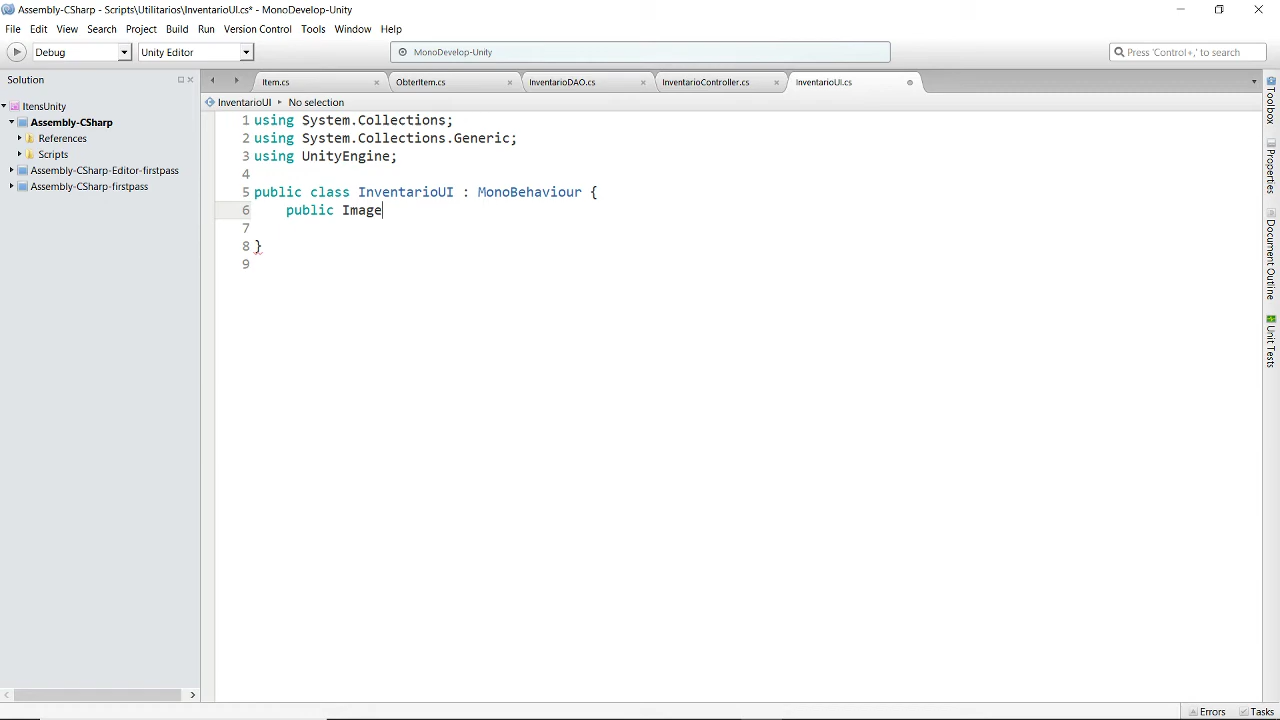 Assembly-CSharp - Scripts\Utilitarios\InventarioUI.cs* - MonoDevelop-Unity
File Edit View Search Project Build Run Version Control Tools Window Help
Debug Unity Editor MonoDevelop-Unity Press 'Control+,' to search
Solution Item.cs ObterItem.cs InventarioDAO.cs InventarioController.cs InventarioUI.cs
InventarioUI No selection
ItensUnity
Assembly-CSharp
References
Scripts
Assembly-CSharp-Editor-firstpass
Assembly-CSharp-firstpass
1 using System.Collections;
2 using System.Collections.Generic;
3 using UnityEngine;
4
5 public class InventarioUI : MonoBehaviour {
6 public Image
7
8 }
9
Toolbox
Properties
Document Outline
Unit Tests
Errors Tasks